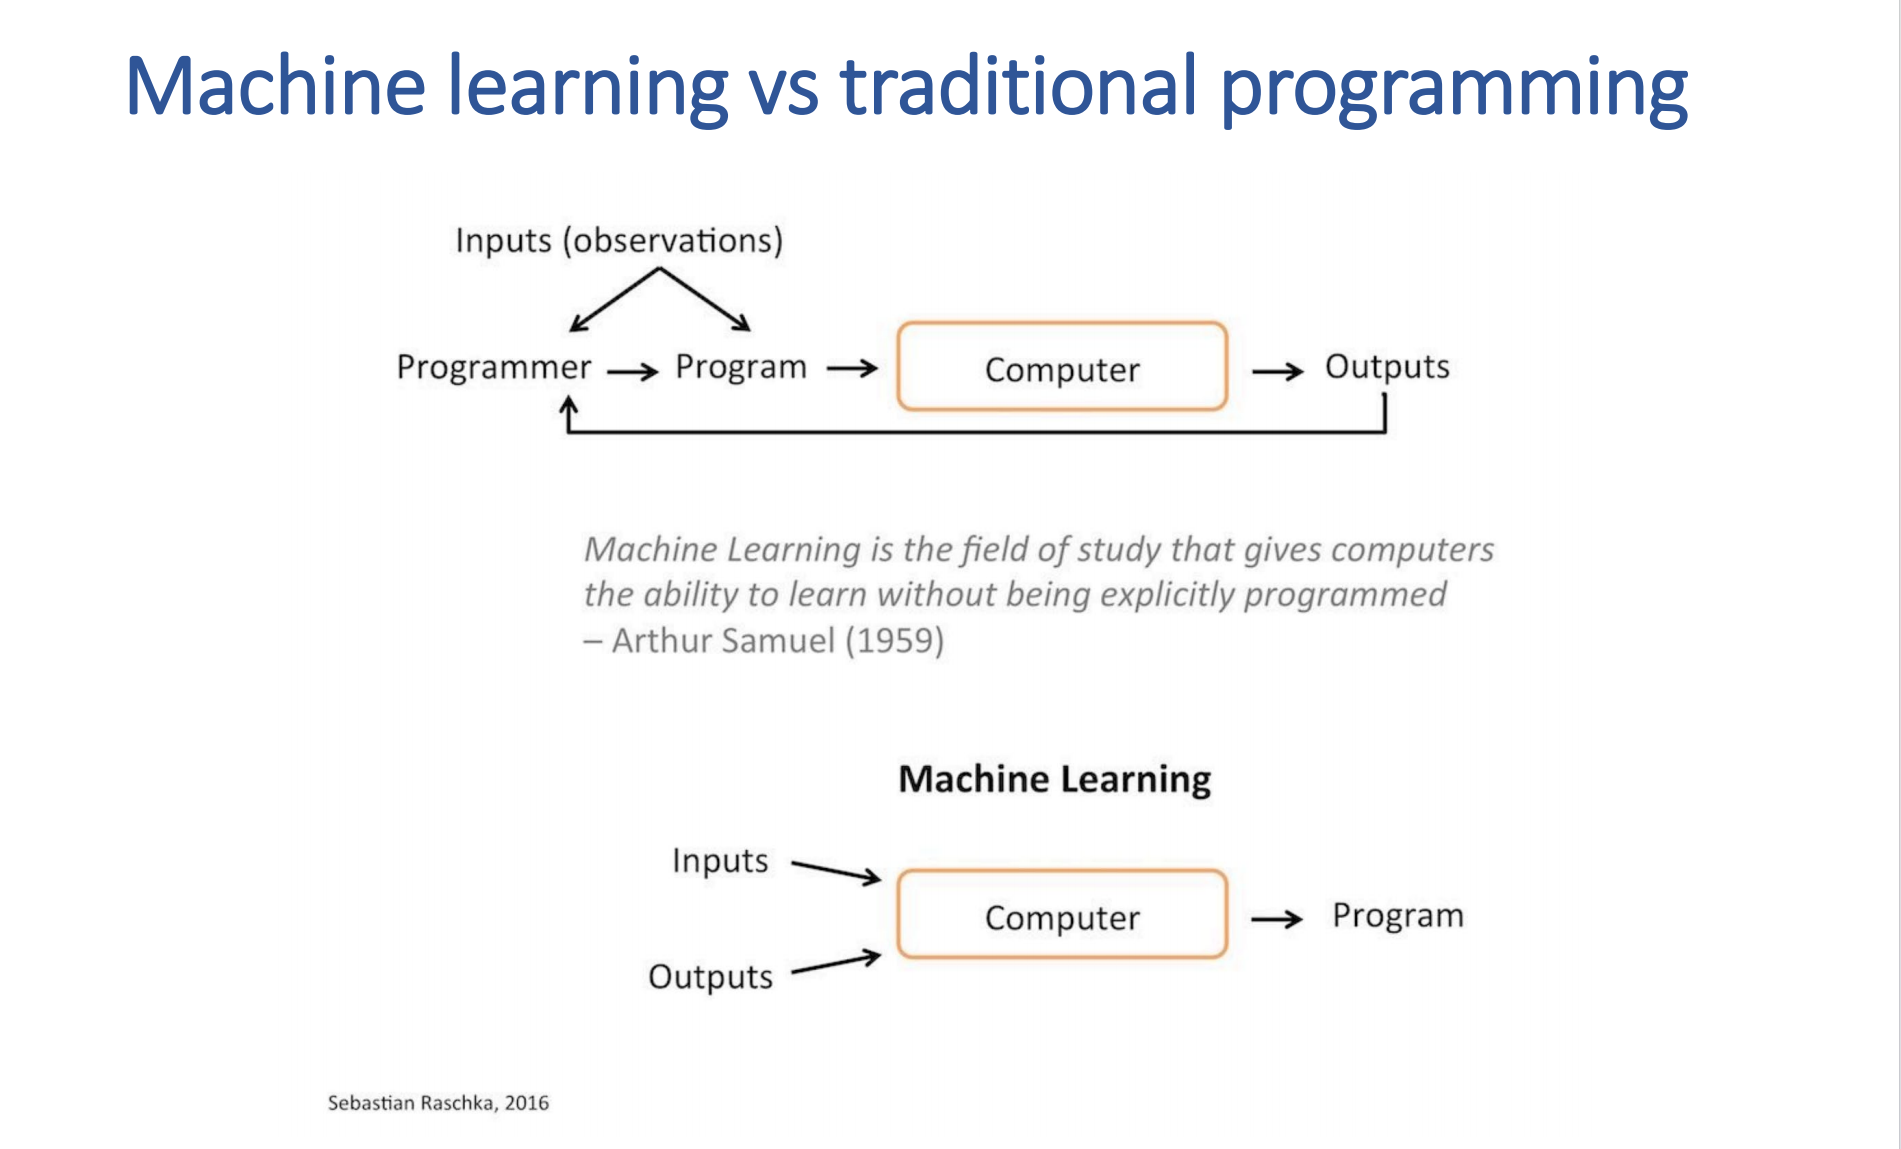 Machine learning vs traditional programming
Inputs (observations)
Programmer
Program
Computer
Outputs
Machine Learning is the field of study that gives computers
the ability to learn without being explicitly programmed
– Arthur Samuel (1959)
Machine Learning
Inputs
Computer
Program
Outputs
Sebastian Raschka, 2016